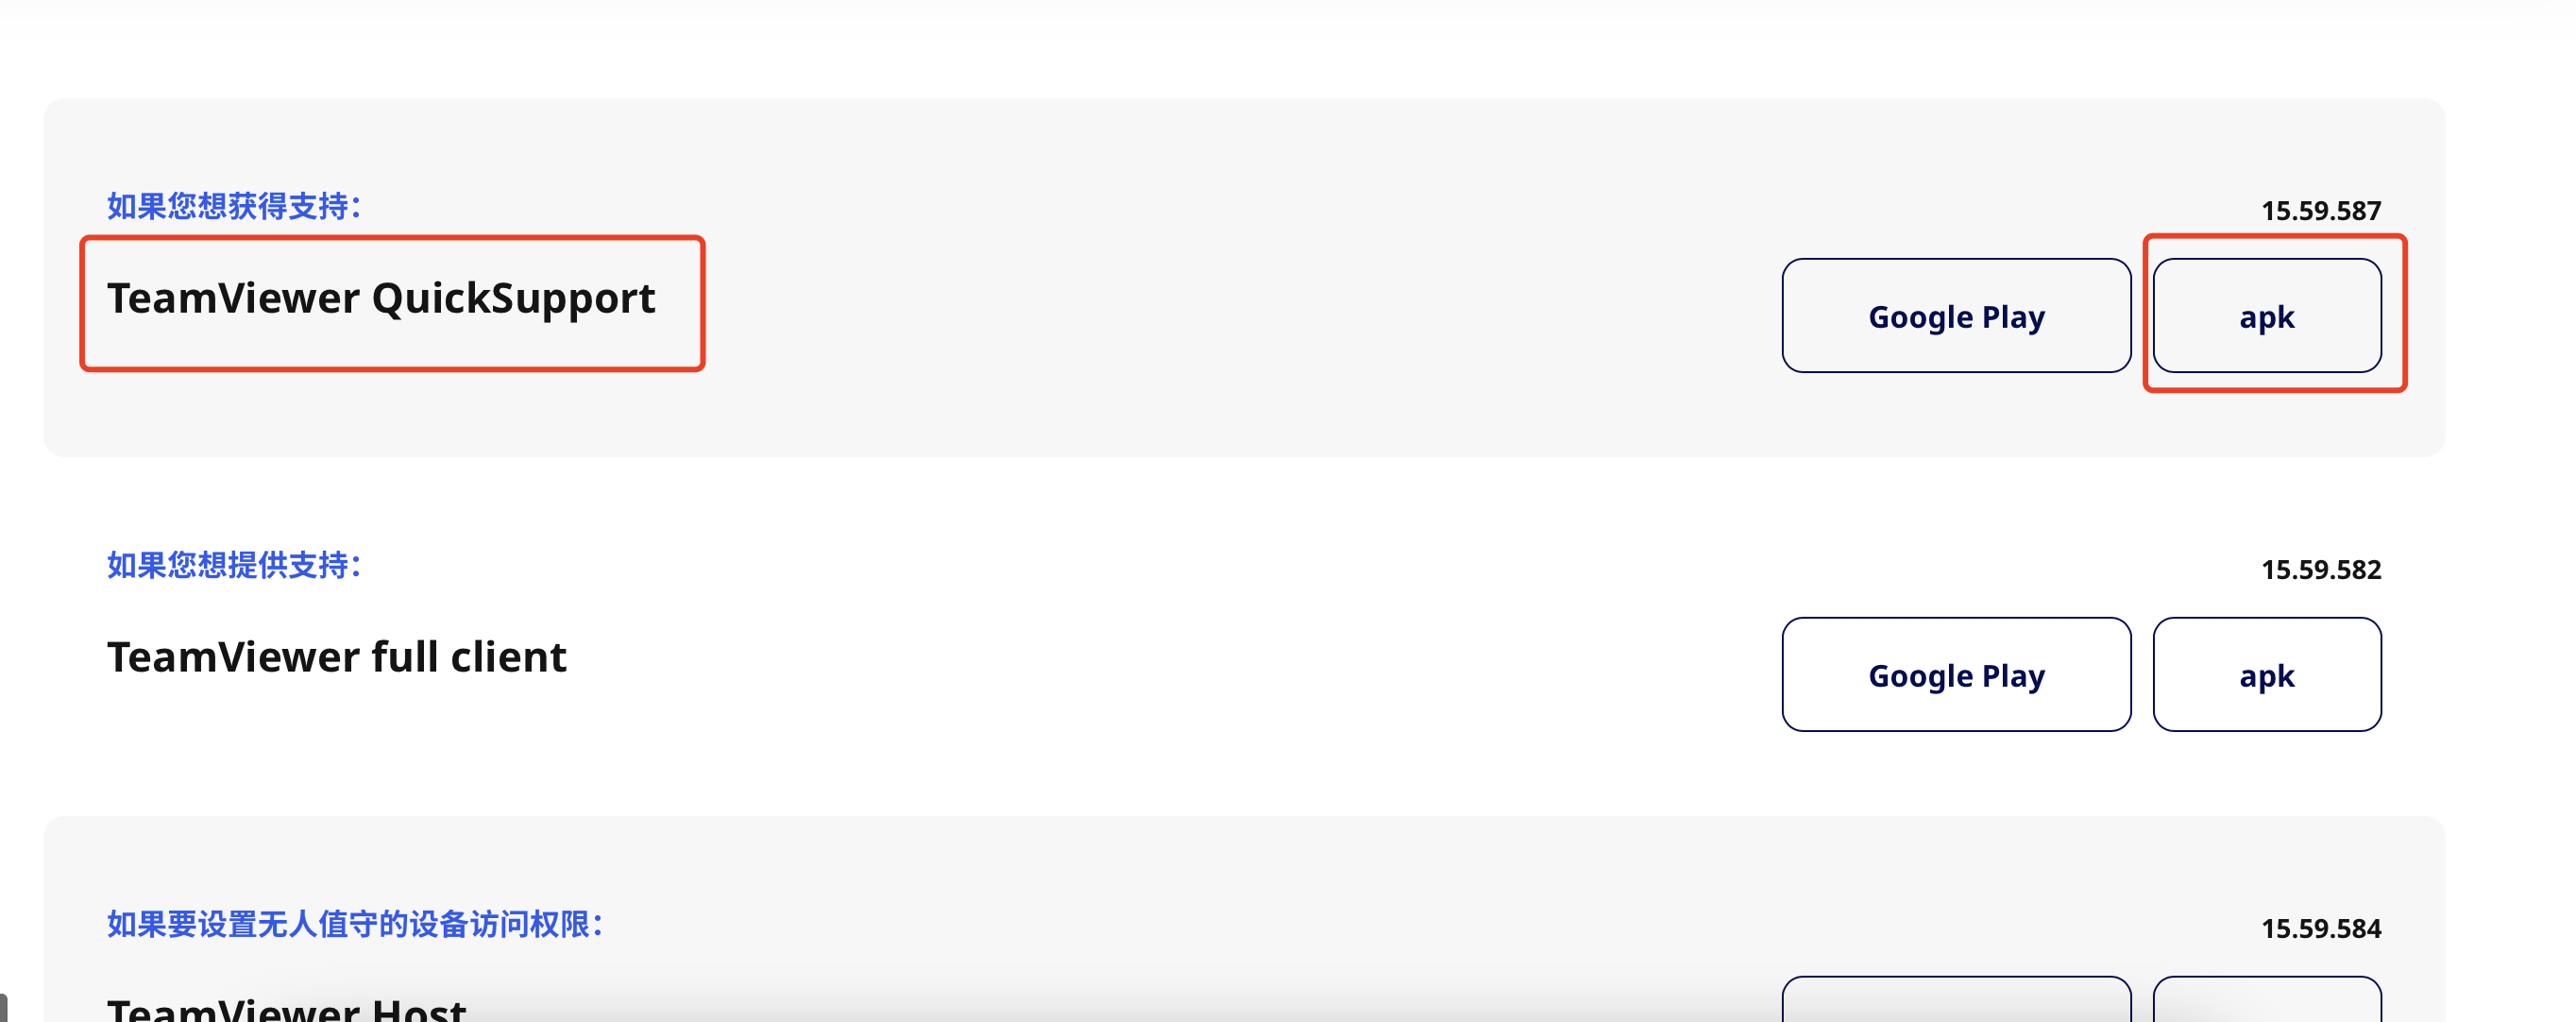 如果您想获得支持：
15.59.587
TeamViewer QuickSupport
Google Play
apk
如果您想提供支持：
15.59.582
TeamViewer full client
Google Play
apk
如果要设置无人值守的设备访问权限：
15.59.584
TeamViewer Host